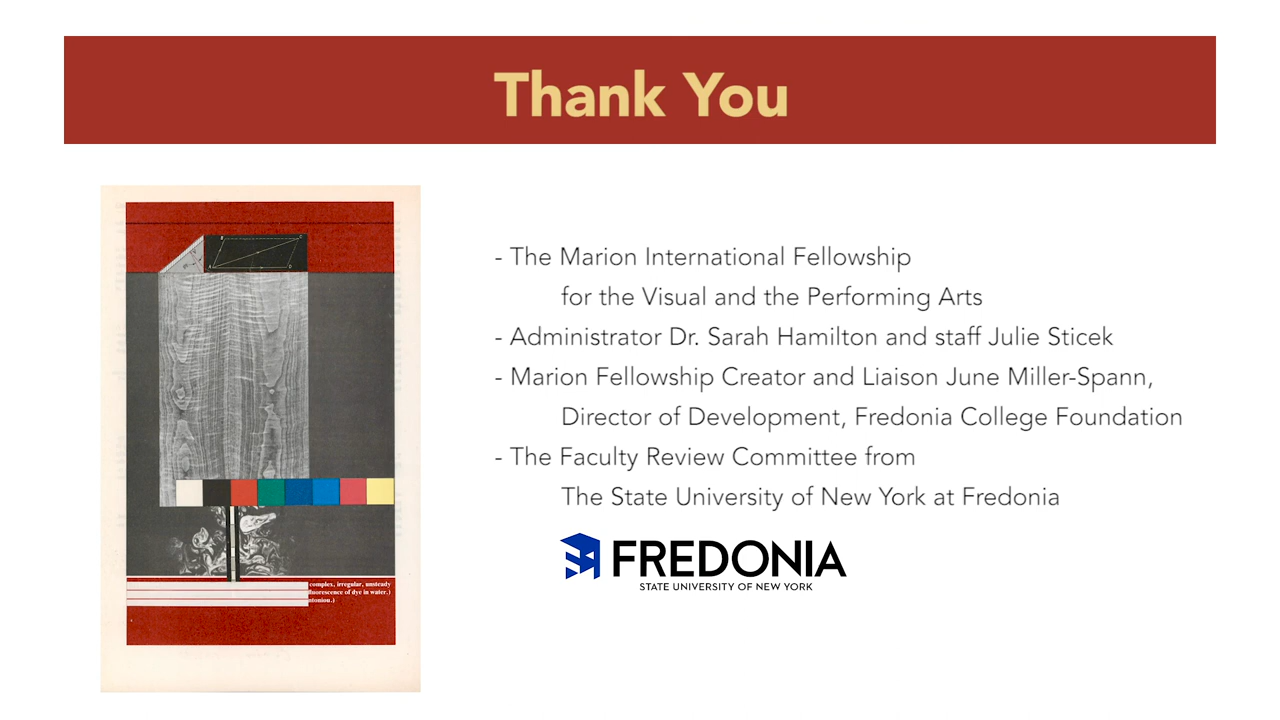 Thank You
- The Marion International Fellowship
for the Visual and the Performing Arts
- Administrator Dr. Sarah Hamilton and staff Julie Sticek
- Marion Fellowship Creator and Liaison June Miller-Spann,
Director of Development, Fredonia College Foundation
- The Faculty Review Committee from
The State University of New York at Fredonia
FREDONIA
STATE UNIVERSITY OF NEW YORK
complex, irregular, unsteady
fluorescence of dye in water.)
ntoniou.)